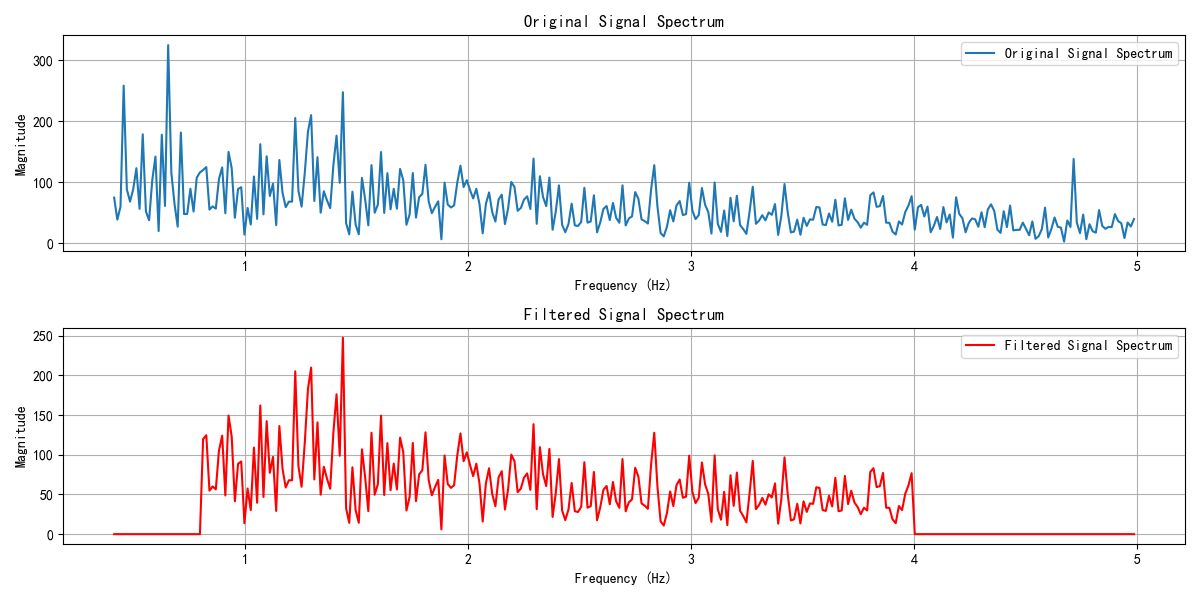 Original Signal Spectrum
Original Signal Spectrum
300
200
100
0
Magnitude
1 2 3 4 5
Frequency (Hz)
Filtered Signal Spectrum
Filtered Signal Spectrum
250
200
150
100
50
0
Magnitude
1 2 3 4 5
Frequency (Hz)